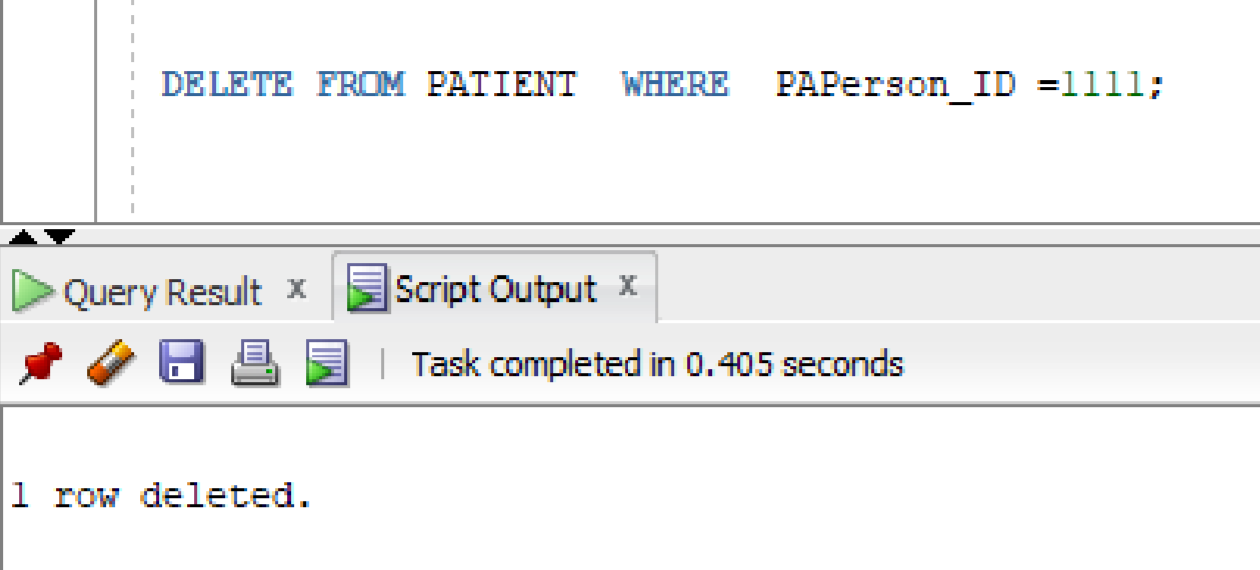 DELETE FROM PATIENT  WHERE  PAPerson_ID =1111;
Query Result x Script Output x
Task completed in 0.405 seconds
1 row deleted.